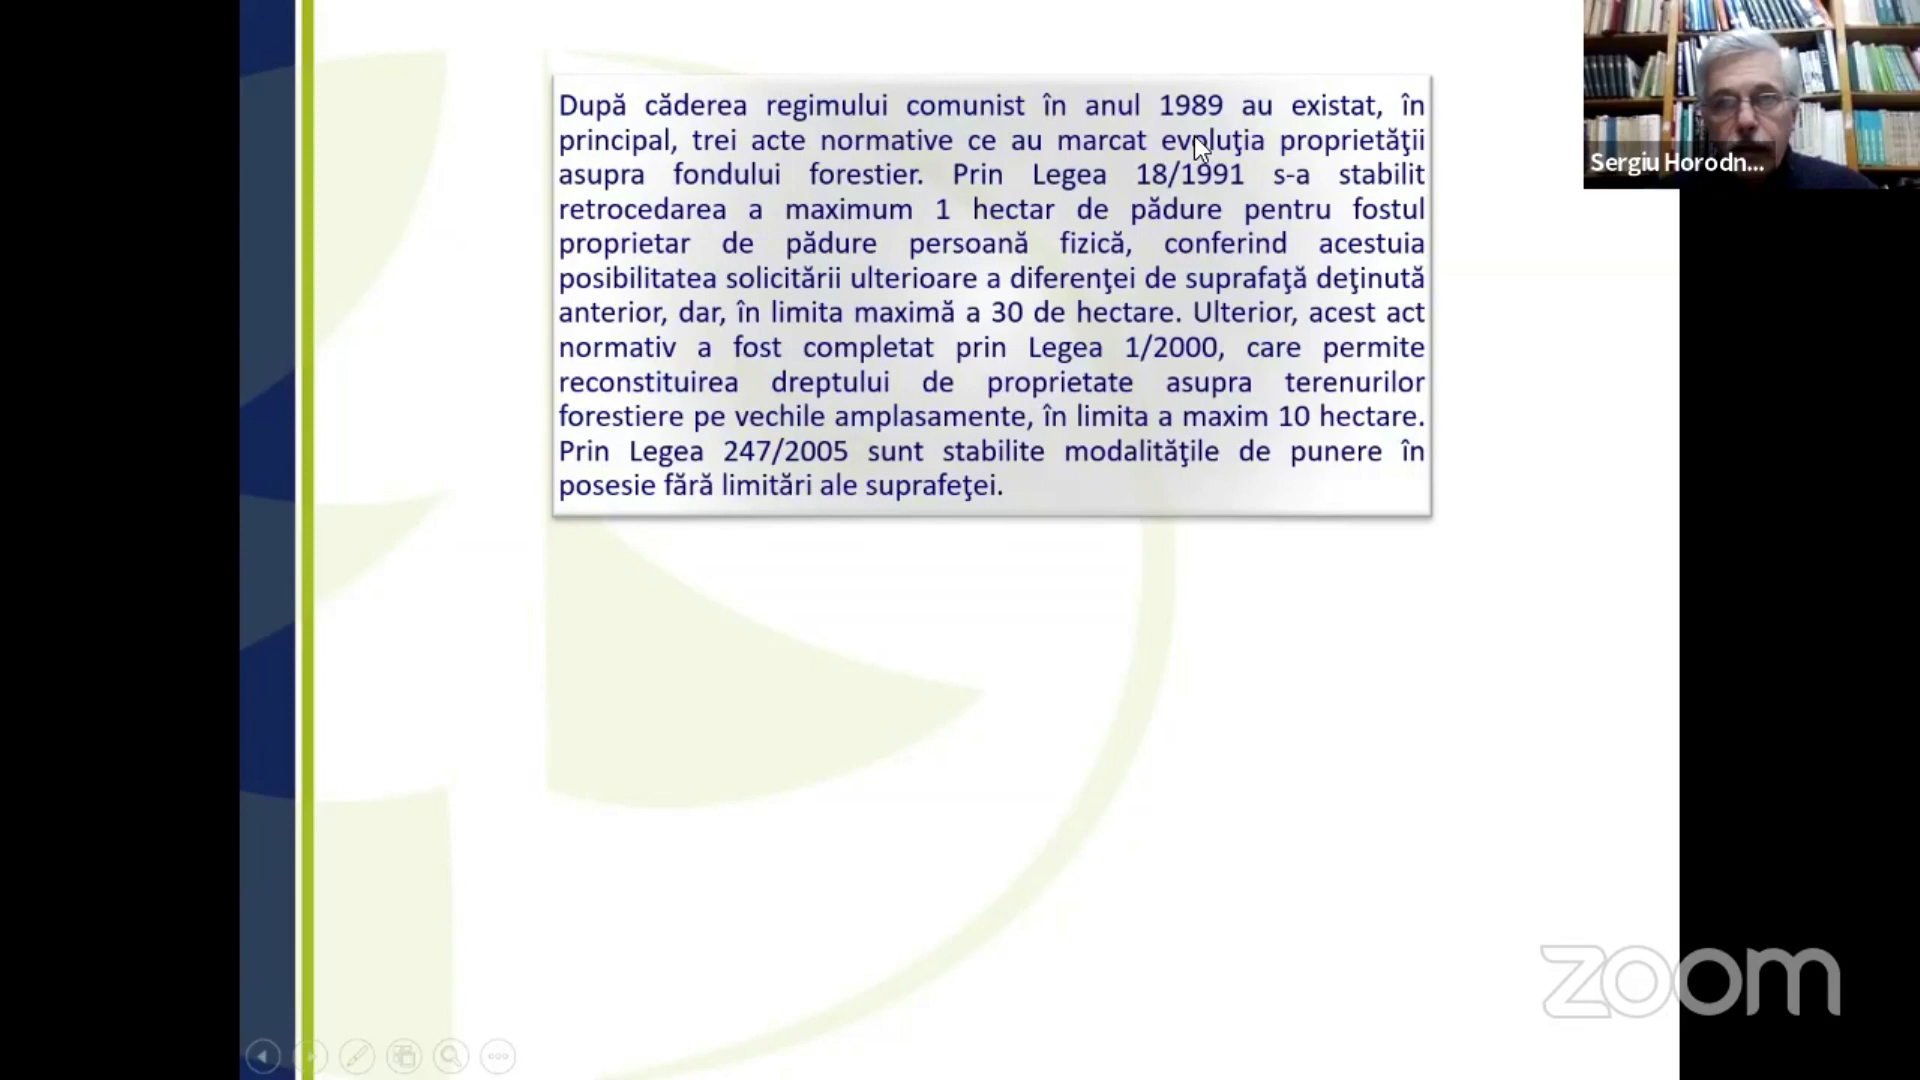 După căderea regimului comunist în anul 1989 au existat, în
principal, trei acte normative ce au marcat evoluţia proprietăţii
asupra fondului forestier. Prin Legea 18/1991 s-a stabilit
retrocedarea a maximum 1 hectar de pădure pentru fostul
proprietar de pădure persoană fizică, conferind acestuia
posibilitatea solicitării ulterioare a diferenţei de suprafaţă deţinută
anterior, dar, în limita maximă a 30 de hectare. Ulterior, acest act
normativ a fost completat prin Legea 1/2000, care permite
reconstituirea dreptului de proprietate asupra terenurilor
forestiere pe vechile amplasamente, în limita a maxim 10 hectare.
Prin Legea 247/2005 sunt stabilite modalităţile de punere în
posesie fără limitări ale suprafeţei.
Sergiu Horodn...
zoom